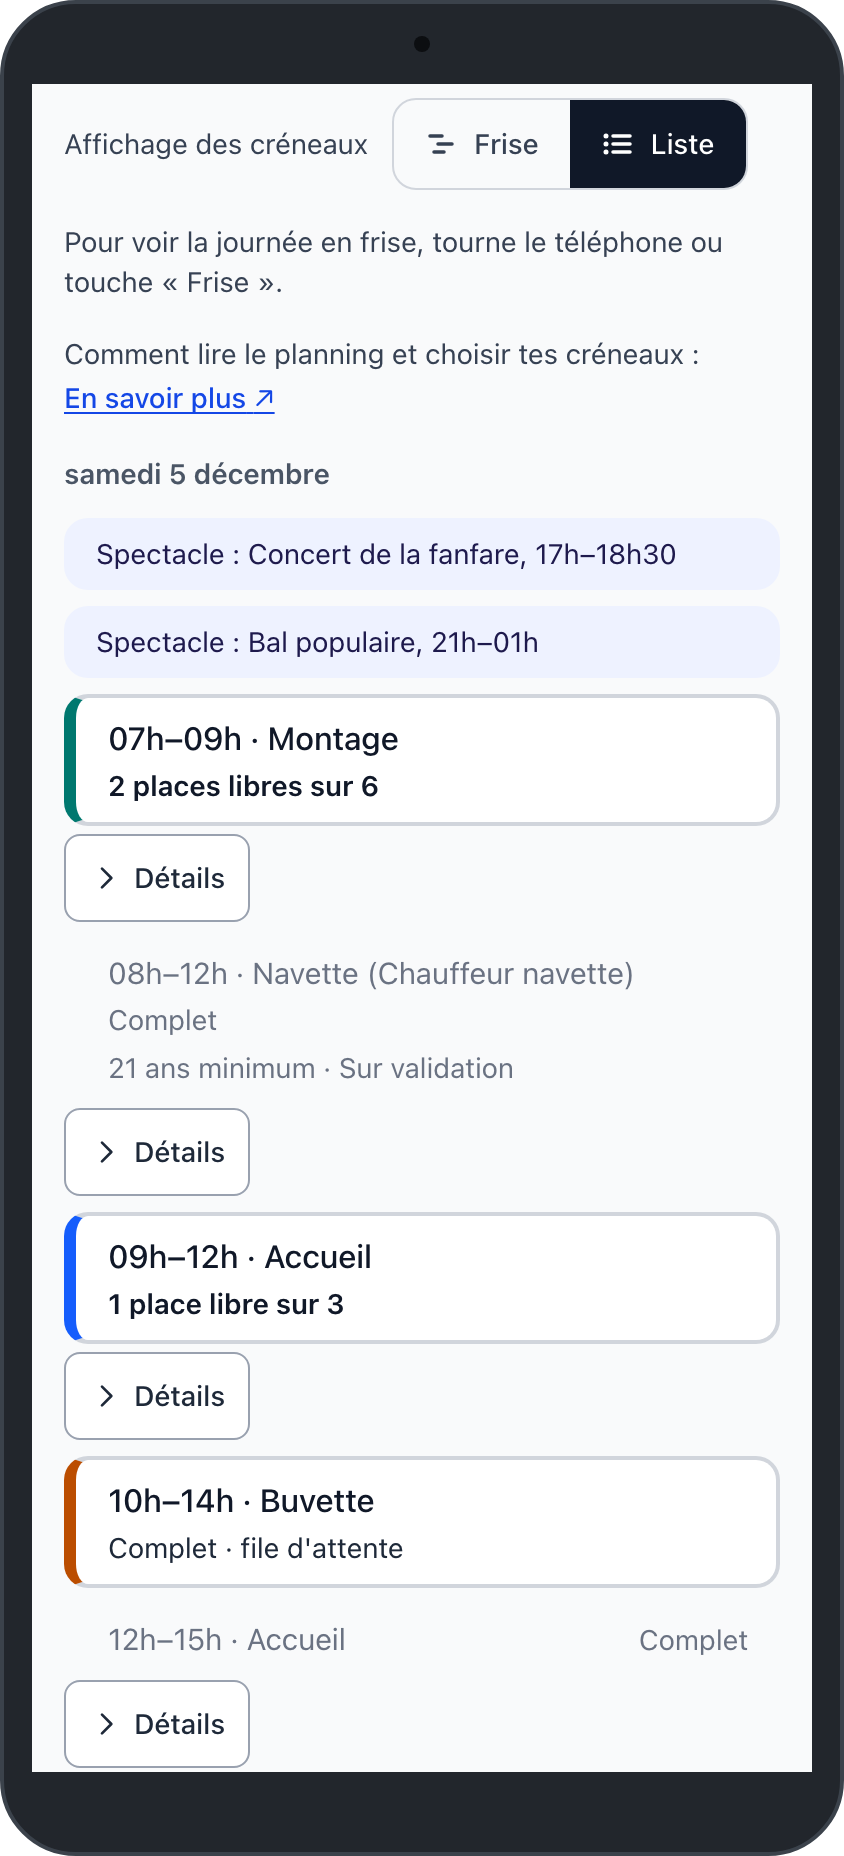 Affichage des créneaux
Frise
Liste
Pour voir la journée en frise, tourne le téléphone ou
touche « Frise ».
Comment lire le planning et choisir tes créneaux :
En savoir plus ↗
samedi 5 décembre
Spectacle : Concert de la fanfare, 17h–18h30
Spectacle : Bal populaire, 21h–01h
07h–09h · Montage
2 places libres sur 6
Détails
08h–12h · Navette (Chauffeur navette)
Complet
21 ans minimum · Sur validation
Détails
09h–12h · Accueil
1 place libre sur 3
Détails
10h–14h · Buvette
Complet · file d'attente
12h–15h · Accueil
Complet
Détails